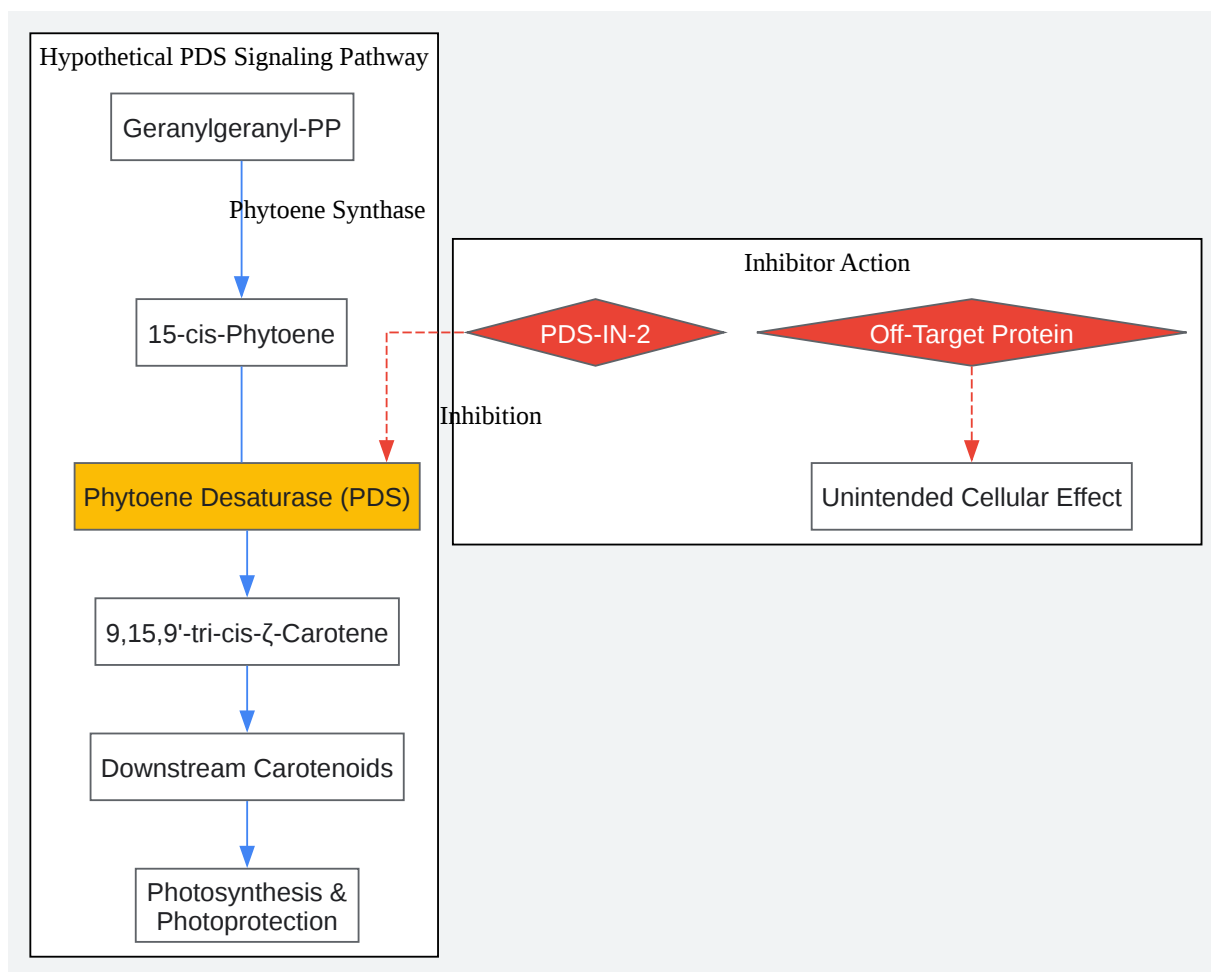 Hypothetical PDS Signaling Pathway
Geranylgeranyl-PP
Phytoene Synthase
15-cis-Phytoene
Phytoene Desaturase (PDS)
9,15,9'-tri-cis-ζ-Carotene
Downstream Carotenoids
Photosynthesis &
Photoprotection
Inhibitor Action
PDS-IN-2
Off-Target Protein
Inhibition
Unintended Cellular Effect